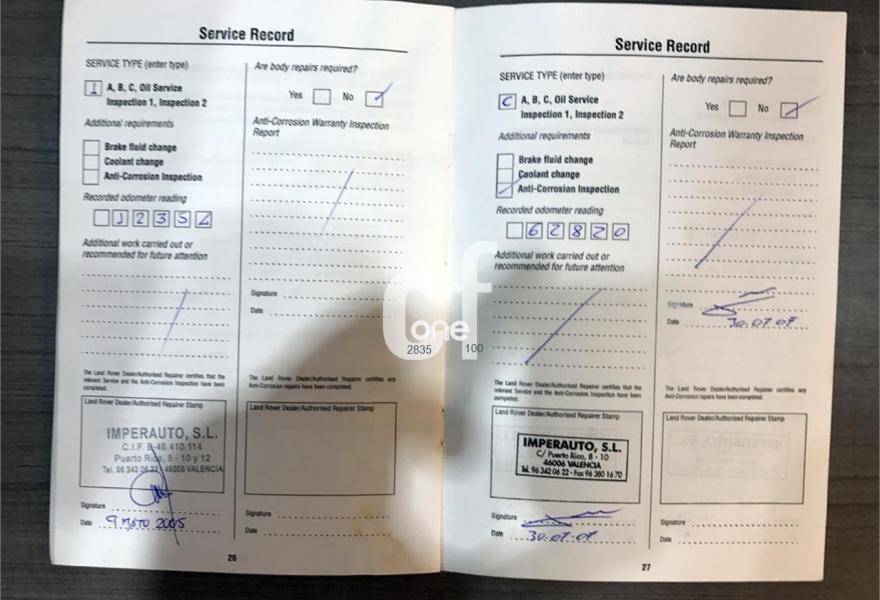 Service Record
SERVICE TYPE (enter type)
I A, B, C, Oil Service
Inspection 1, Inspection 2
Additional requirements
Brake fluid change
Coolant change
Anti-Corrosion Inspection
Recorded odometer reading
Additional work carried out or
recommended for future attention
The Land Rover Dealer/Authorised Repairer certifies that the
relevant Service and the Anti-Corrosion Inspection have been
completed.
Land Rover Dealer/Authorised Repairer Stamp
IMPERAUTO, S.L.
C.I.F. B-46.410.114
Puerto Rico, 8 - 10 y 12
Tel. 96 342 06 22 - 46006 VALENCIA
Signature
Date 9 MAYO 2005
Are body repairs required?
Yes No
Anti-Corrosion Warranty Inspection
Report
Signature
Date
The Land Rover Dealer/Authorised Repairer certifies any
Anti-Corrosion repairs have been completed.
Land Rover Dealer/Authorised Repairer Stamp
Signature
Date
26
Service Record
SERVICE TYPE (enter type)
C A, B, C, Oil Service
Inspection 1, Inspection 2
Additional requirements
Brake fluid change
Coolant change
Anti-Corrosion Inspection
Recorded odometer reading
62820
Additional work carried out or
recommended for future attention
The Land Rover Dealer/Authorised Repairer certifies that the
relevant Service and the Anti-Corrosion Inspection have been
completed.
Land Rover Dealer/Authorised Repairer Stamp
IMPERAUTO, S.L.
C/ Puerto Rico, 8 - 10
46006 VALENCIA
Tel. 96 342 06 22 - Fax 96 380 16 70
Signature
Date 30.07.07
Are body repairs required?
Yes No
Anti-Corrosion Warranty Inspection
Report
Signature
Date 30.07.07
The Land Rover Dealer/Authorised Repairer certifies any
Anti-Corrosion repairs have been completed.
Land Rover Dealer/Authorised Repairer Stamp
Signature
Date
27
cf
one
2835 100